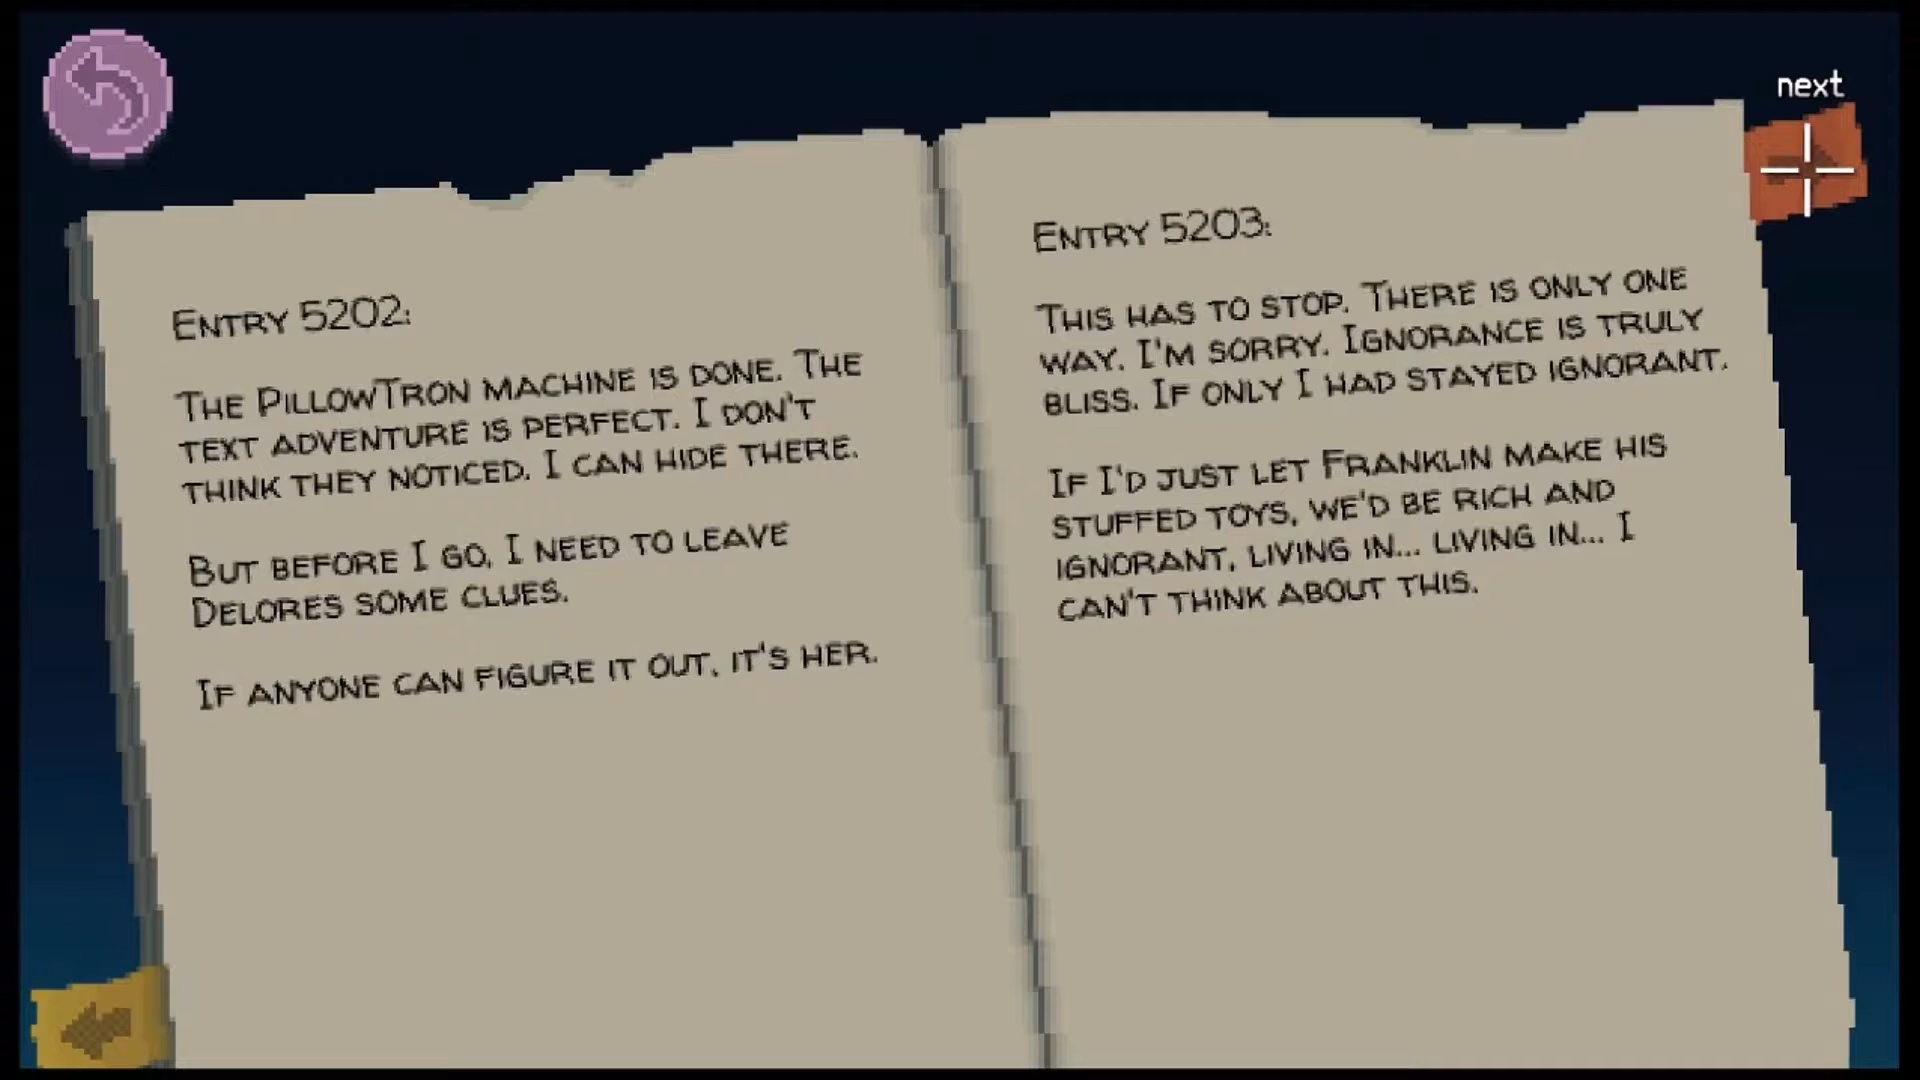 next
Entry 5202:
The PillowTron machine is done. The
text adventure is perfect. I don't
think they noticed. I can hide there.
But before I go, I need to leave
Delores some clues.
If anyone can figure it out, it's her.
Entry 5203:
This has to stop. There is only one
way. I'm sorry. Ignorance is truly
bliss. If only I had stayed ignorant.
If I'd just let Franklin make his
stuffed toys, we'd be rich and
ignorant, living in... living in... I
can't think about this.